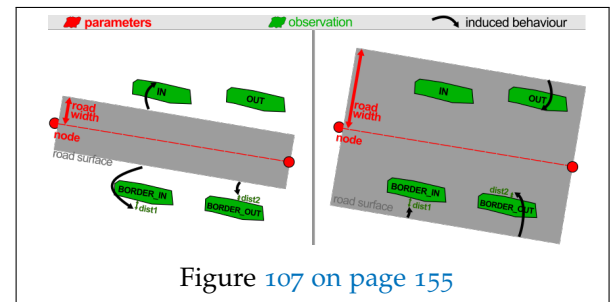 parameters observation induced behaviour
IN
OUT
road width
node
road surface
BORDER_IN
dist1
dist2
BORDER_OUT
road width
IN
OUT
node
BORDER_IN
dist1
dist2
BORDER_OUT
road surface
Figure 107 on page 155